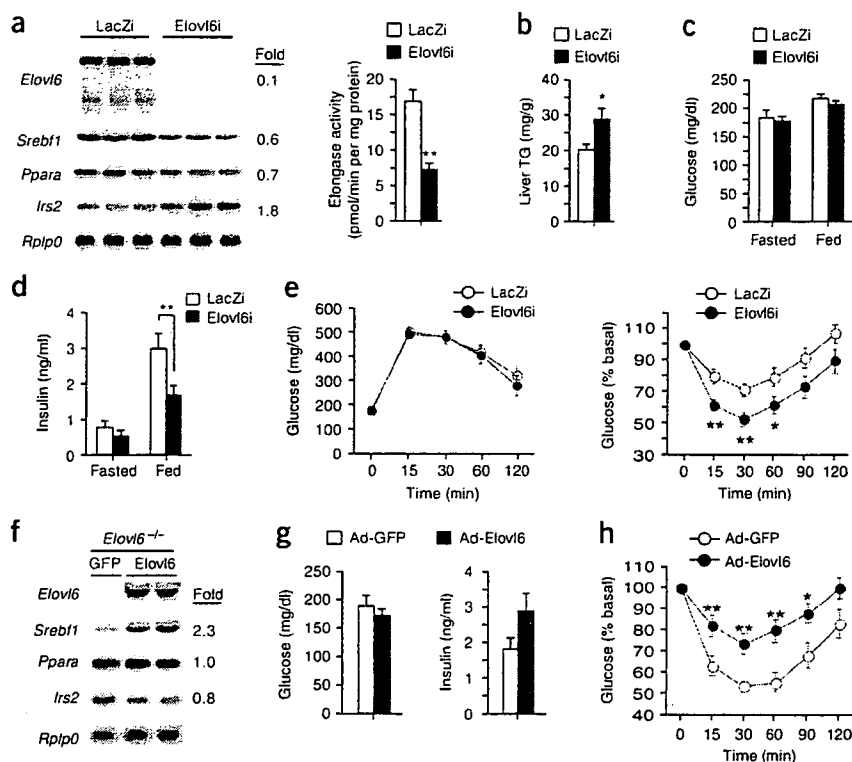 a
LacZi Elovl6i
Fold
Elovl6 0.1
Srebf1 0.6
Ppara 0.7
Irs2 1.8
Rplp0
LacZi
Elovl6i
Elongase activity
(pmol/min per mg protein)
20
15
10
5
0
**
b
LacZi
Elovl6i
Liver TG (mg/g)
40
30
20
10
0
*
c
LacZi
Elovl6i
Glucose (mg/dl)
250
200
150
100
50
0
Fasted Fed
d
LacZi
Elovl6i
Insulin (ng/ml)
4
3
2
1
0
**
Fasted Fed
e
LacZi
Elovl6i
Glucose (mg/dl)
600
500
400
300
200
100
0
0 15 30 60 120
Time (min)
LacZi
Elovl6i
Glucose (% basal)
110
90
70
50
30
** ** *
0 15 30 60 90 120
Time (min)
f
Elovl6 –/–
GFP Elovl6
Fold
Elovl6
Srebf1 2.3
Ppara 1.0
Irs2 0.8
Rplp0
g
Ad-GFP Ad-Elovl6
Glucose (mg/dl)
250
200
150
100
50
0
Insulin (ng/ml)
4
3
2
1
0
h
Ad-GFP
Ad-Elovl6
Glucose (% basal)
100
90
80
70
60
50
40
** ** ** *
0 15 30 60 90 120
Time (min)